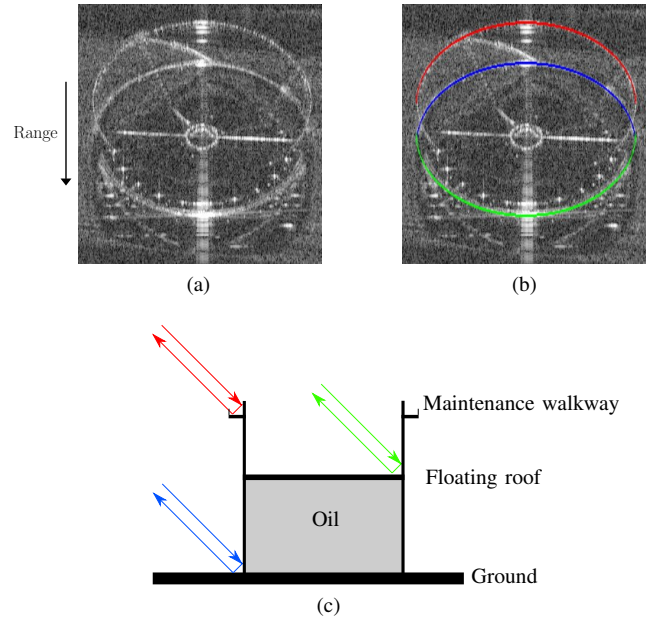 Range
(a)
(b)
Maintenance walkway
Floating roof
Oil
Ground
(c)